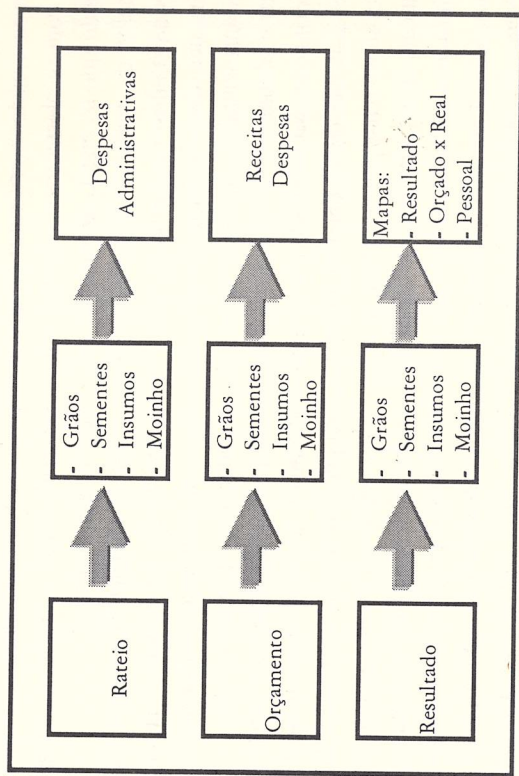 Rateio
- Grãos
- Sementes
- Insumos
- Moinho
Despesas
Administrativas
Orçamento
- Grãos
- Sementes
- Insumos
- Moinho
Receitas
Despesas
Resultado
- Grãos
- Sementes
- Insumos
- Moinho
Mapas:
- Resultado
- Orçado x Real
- Pessoal